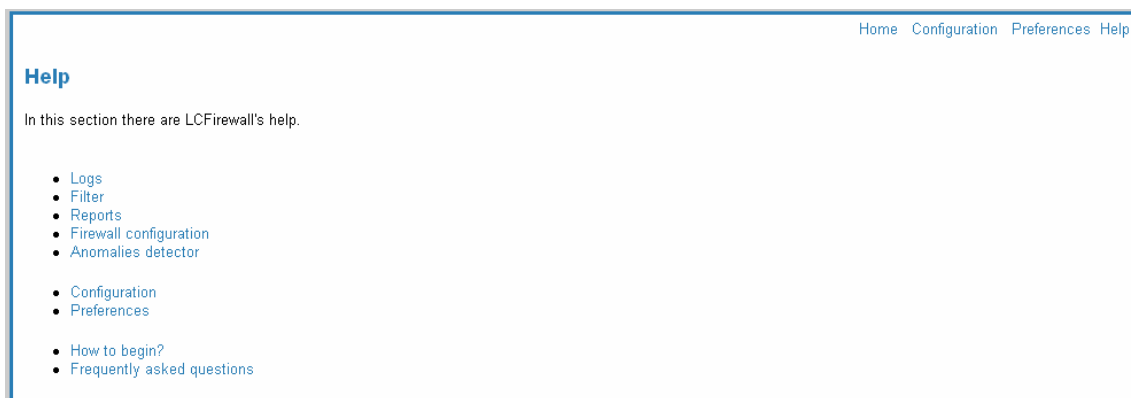 Home Configuration Preferences Help
Help
In this section there are LCFirewall's help.
Logs
Filter
Reports
Firewall configuration
Anomalies detector
Configuration
Preferences
How to begin?
Frequently asked questions